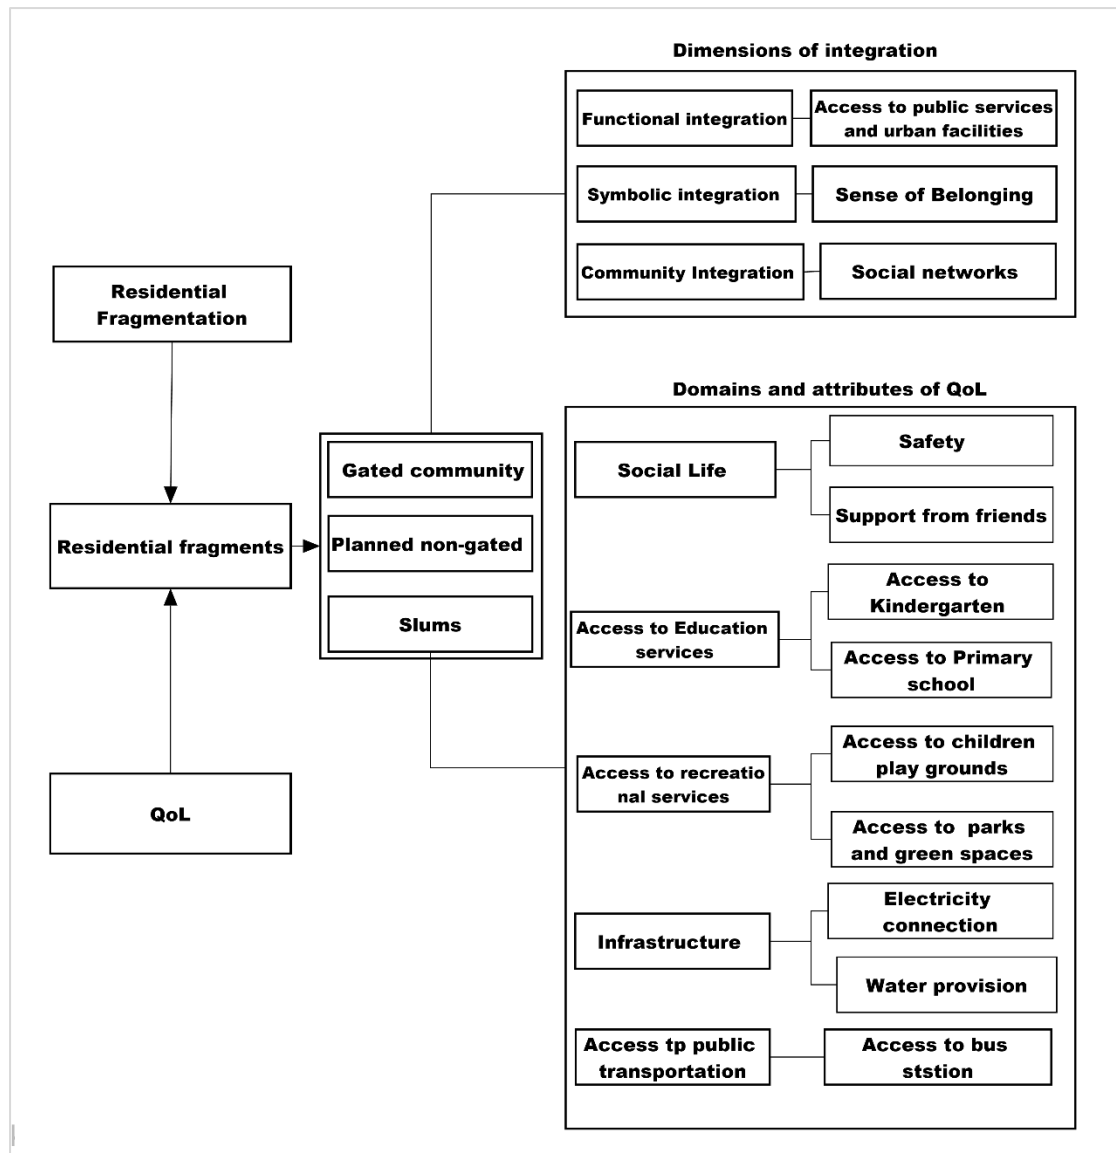 Dimensions of integration
Functional integration
Access to public services
and urban facilities
Symbolic integration
Sense of Belonging
Community Integration
Social networks
Residential
Fragmentation
Residential fragments
QoL
Gated community
Planned non-gated
Slums
Domains and attributes of QoL
Social Life
Safety
Support from friends
Access to Education
services
Access to
Kindergarten
Access to Primary
school
Access to recreatio
nal services
Access to children
play grounds
Access to parks
and green spaces
Infrastructure
Electricity
connection
Water provision
Access tp public
transportation
Access to bus
ststion